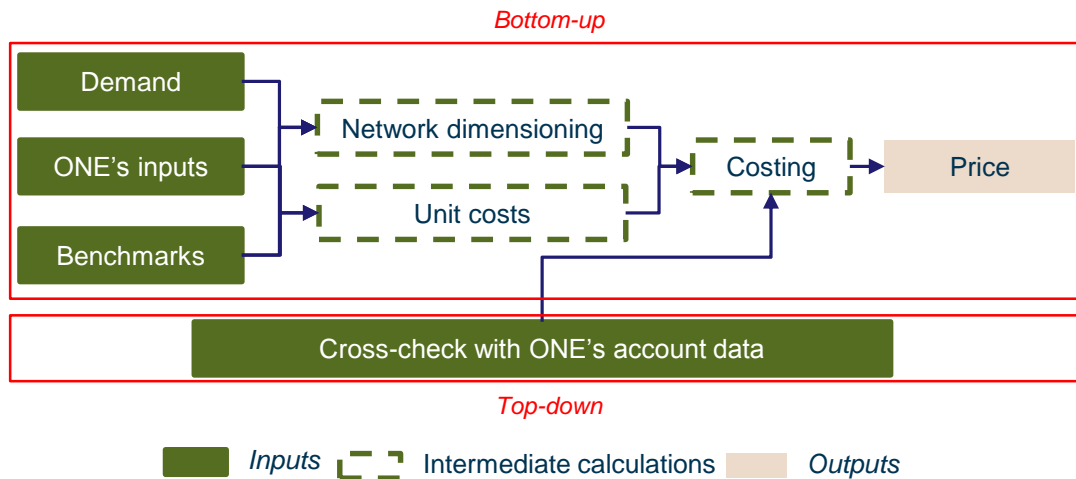 Bottom-up
Demand
ONE's inputs
Benchmarks
Network dimensioning
Unit costs
Costing
Price
Cross-check with ONE's account data
Top-down
Inputs
Intermediate calculations
Outputs